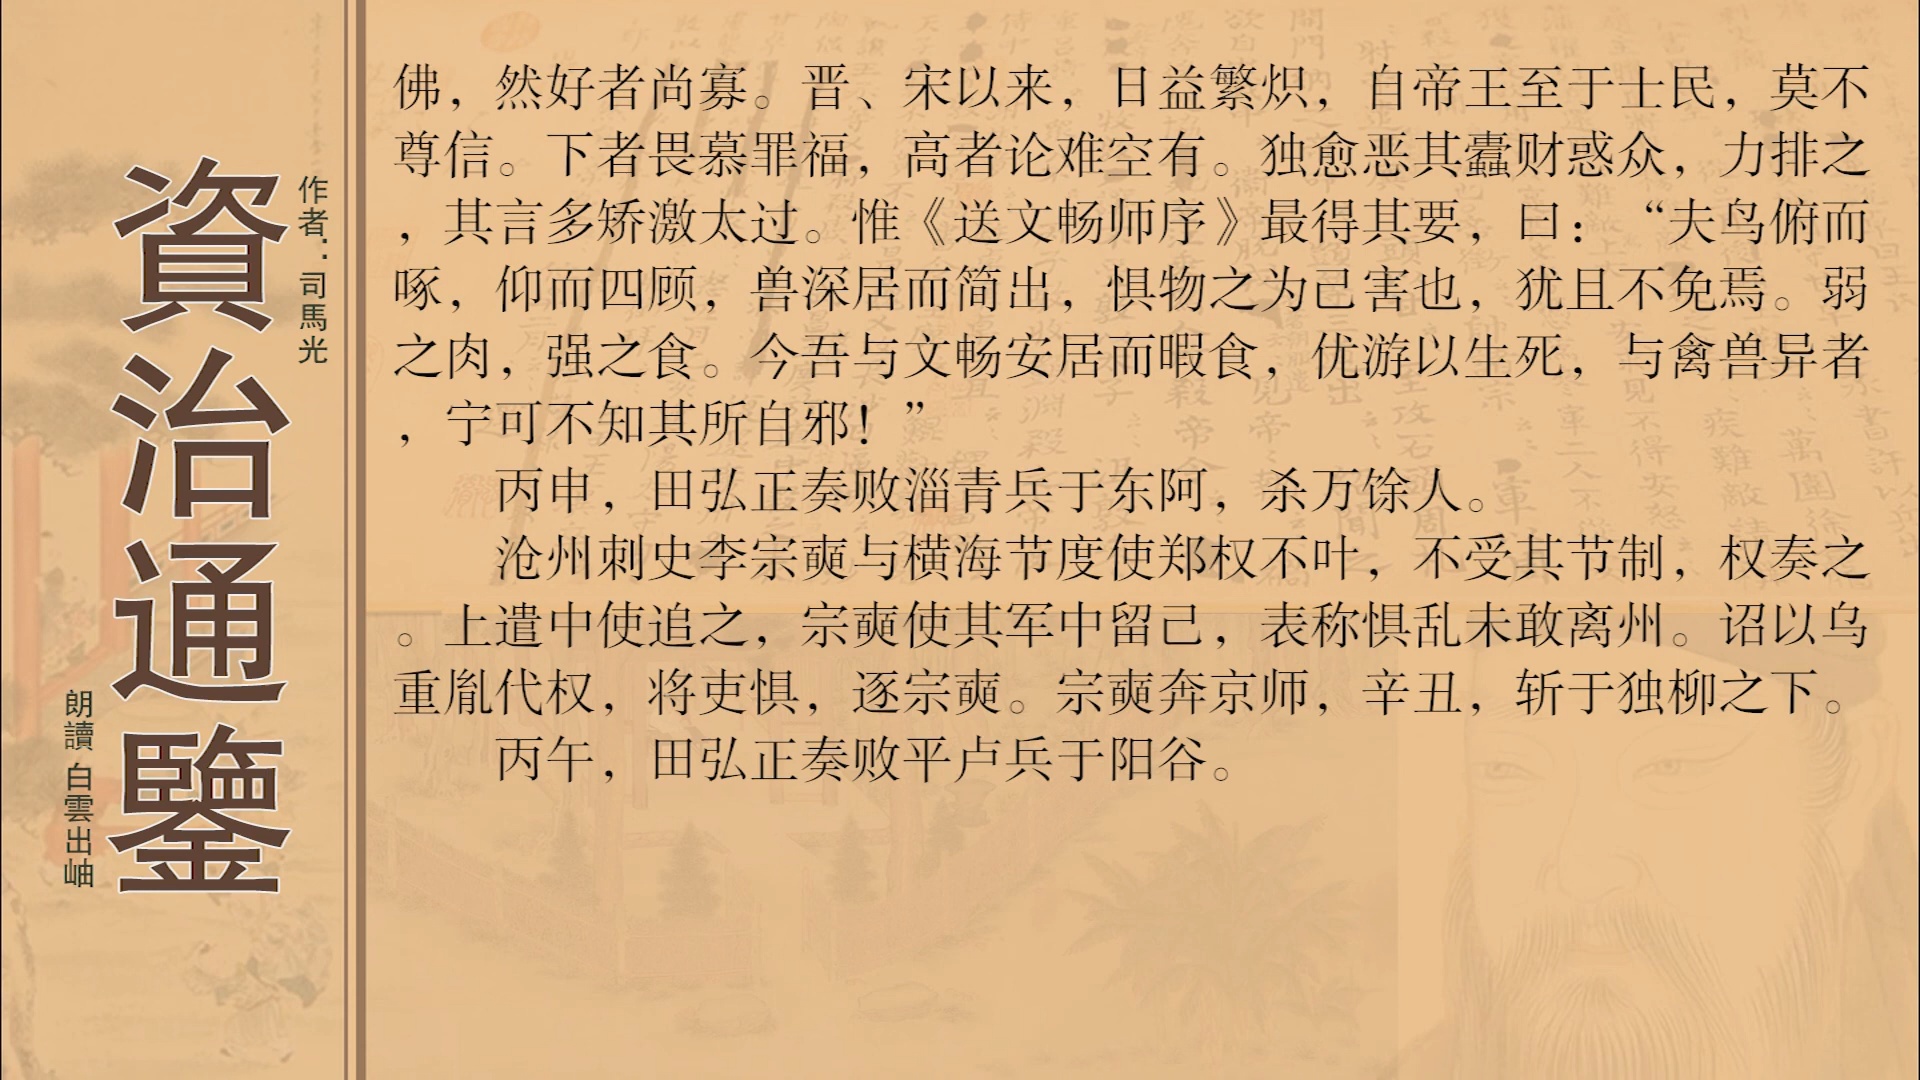 資治通鑒
作者：司馬光
朗讀 白雲出岫
佛，然好者尚寡。晋、宋以来，日益繁炽，自帝王至于士民，莫不
尊信。下者畏慕罪福，高者论难空有。独愈恶其蠹财惑众，力排之
，其言多矫激太过。惟《送文畅师序》最得其要，曰：“夫鸟俯而
啄，仰而四顾，兽深居而简出，惧物之为己害也，犹且不免焉。弱
之肉，强之食。今吾与文畅安居而暇食，优游以生死，与禽兽异者
，宁可不知其所自邪！”
丙申，田弘正奏败淄青兵于东阿，杀万馀人。
沧州刺史李宗奭与横海节度使郑权不叶，不受其节制，权奏之
。上遣中使追之，宗奭使其军中留己，表称惧乱未敢离州。诏以乌
重胤代权，将吏惧，逐宗奭。宗奭奔京师，辛丑，斩于独柳之下。
丙午，田弘正奏败平卢兵于阳谷。